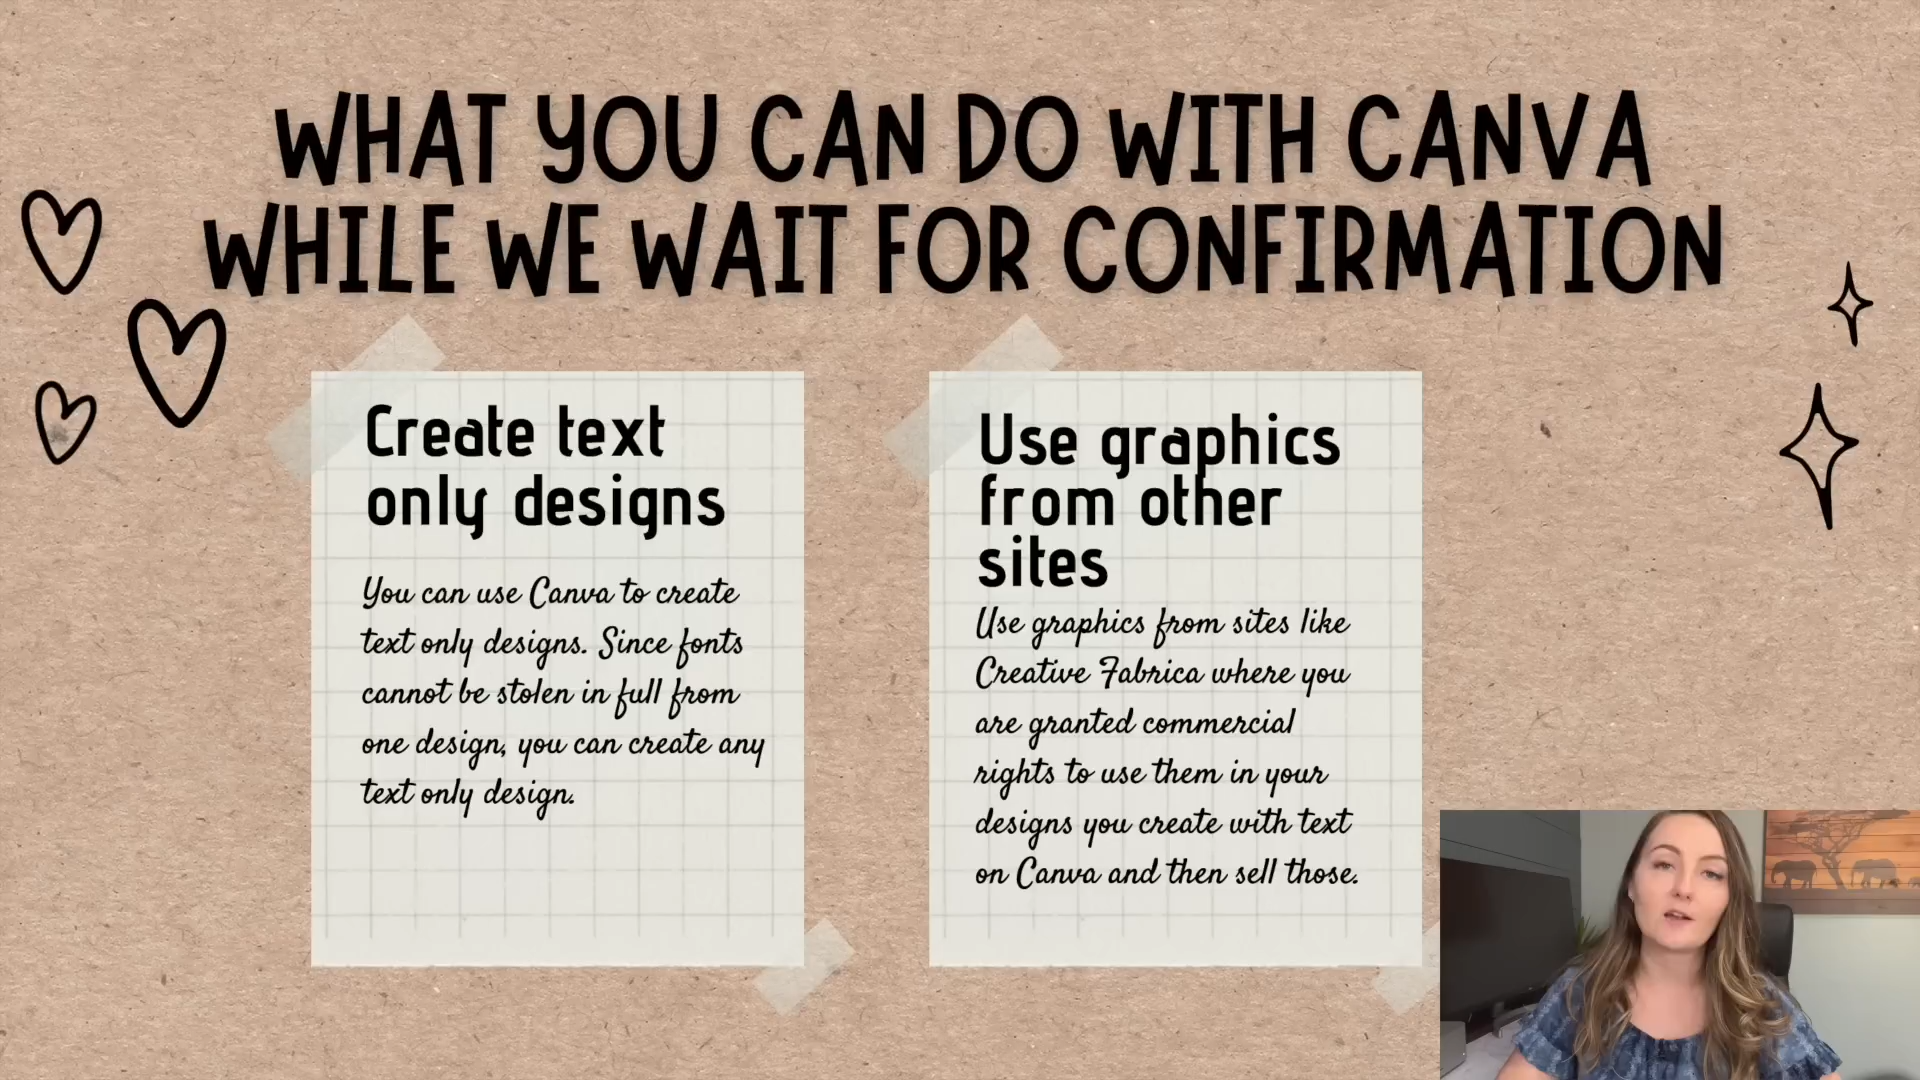 WHAT YOU CAN DO WITH CANVA
WHILE WE WAIT FOR CONFIRMATION
Create text
only designs
You can use Canva to create
text only designs. Since fonts
cannot be stolen in full from
one design, you can create any
text only design.
Use graphics
from other
sites
Use graphics from sites like
Creative Fabrica where you
are granted commercial
rights to use them in your
designs you create with text
on Canva and then sell those.